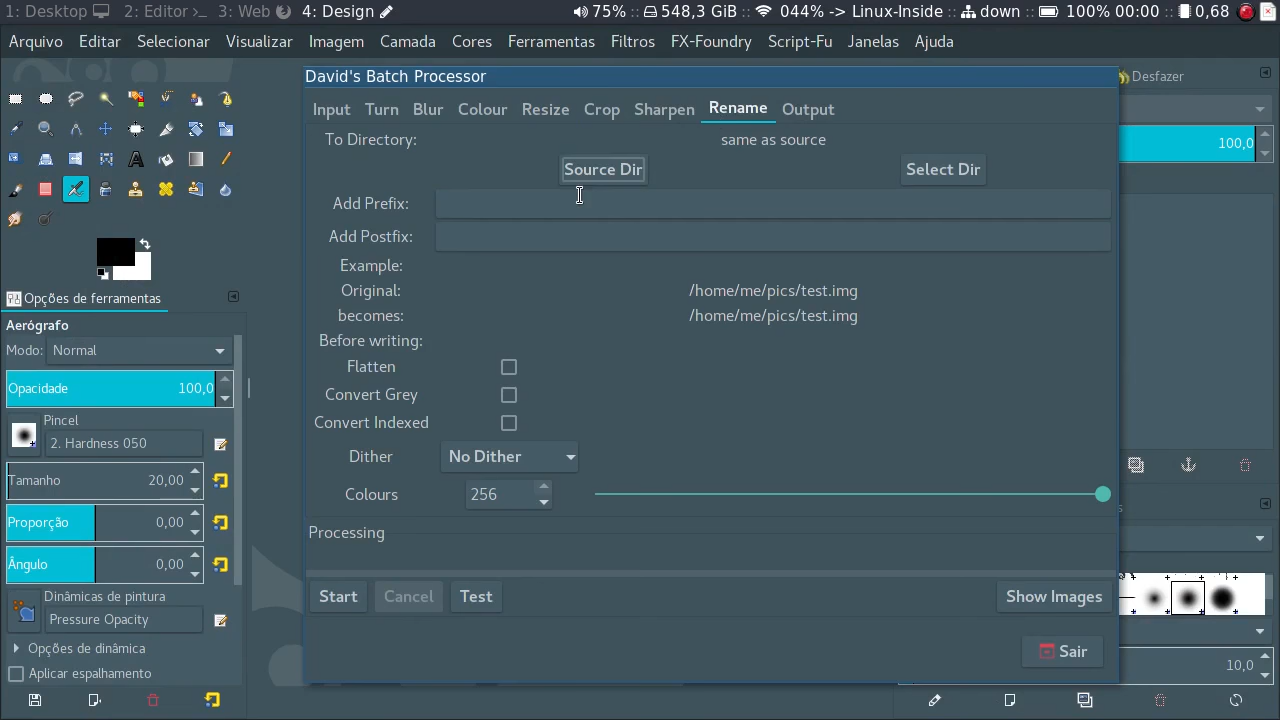 1: Desktop 2: Editor 3: Web 4: Design 75% :: 548,3 GiB :: 044% -> Linux-Inside :: down :: 100% 00:00 :: 0,68
Arquivo Editar Selecionar Visualizar Imagem Camada Cores Ferramentas Filtros FX-Foundry Script-Fu Janelas Ajuda
David's Batch Processor
Desfazer
Input Turn Blur Colour Resize Crop Sharpen Rename Output
To Directory: same as source
100,0
Source Dir Select Dir
Add Prefix:
Add Postfix:
Example:
Original: /home/me/pics/test.img
becomes: /home/me/pics/test.img
Before writing:
Flatten
Convert Grey
Convert Indexed
Dither No Dither
Colours 256
Processing
Start Cancel Test Show Images
Sair
Opções de ferramentas
Aerógrafo
Modo: Normal
Opacidade 100,0
Pincel
2. Hardness 050
Tamanho 20,00
Proporção 0,00
Ângulo 0,00
Dinâmicas de pintura
Pressure Opacity
Opções de dinâmica
Aplicar espalhamento
10,0